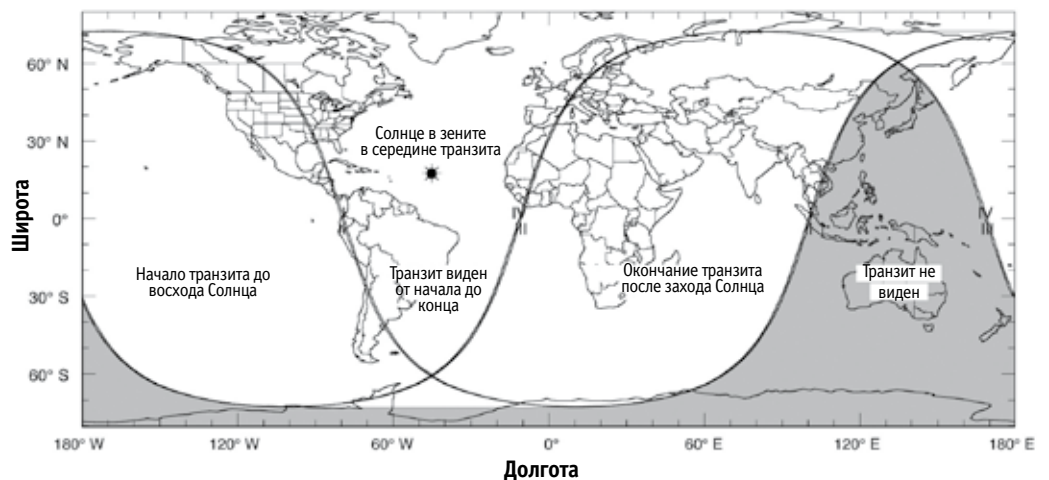 60° N
30° N
0°
30° S
60° S
Широта
Солнце в зените
в середине транзита
Начало транзита до
восхода Солнца
Транзит виден
от начала до
конца
Окончание транзита
после захода Солнца
Транзит не
виден
IV
III
IV
III
180° W
120° W
60° W
0°
60° E
120° E
180° E
Долгота